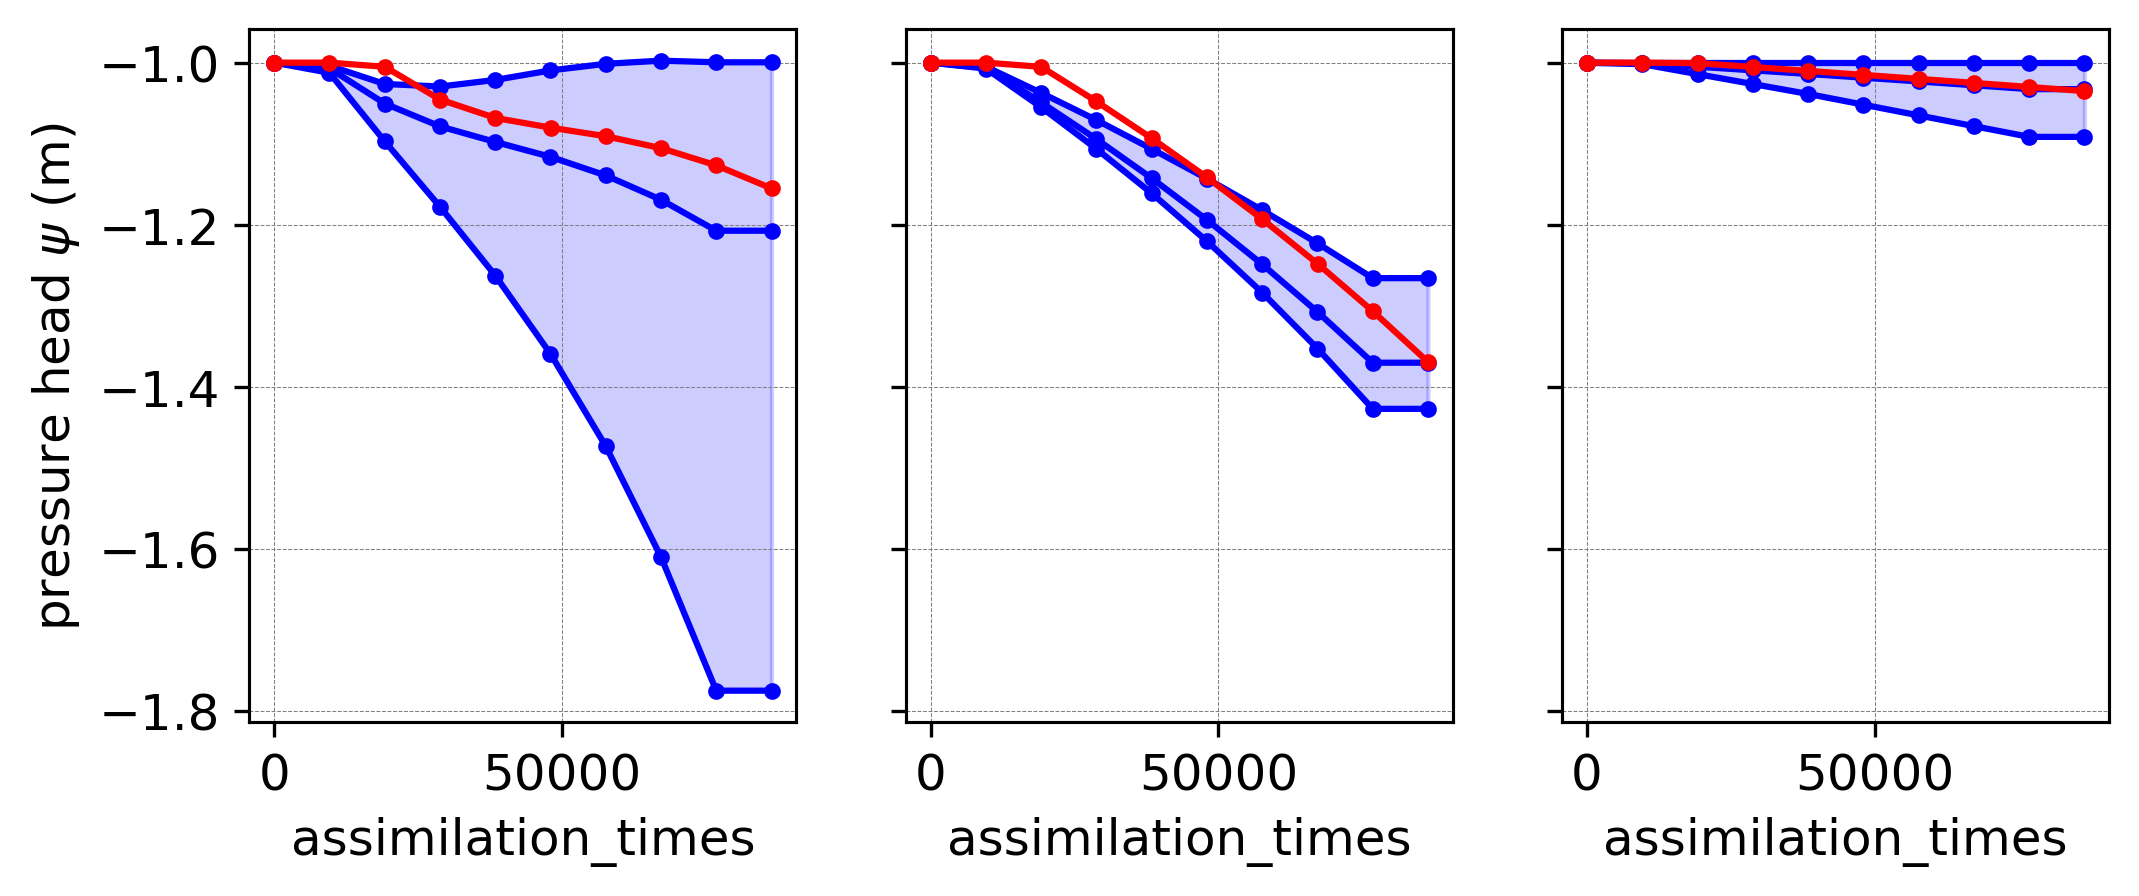 pressure head ψ (m)
−1.0
−1.2
−1.4
−1.6
−1.8
0 50000 0 50000 0 50000
assimilation_times assimilation_times assimilation_times